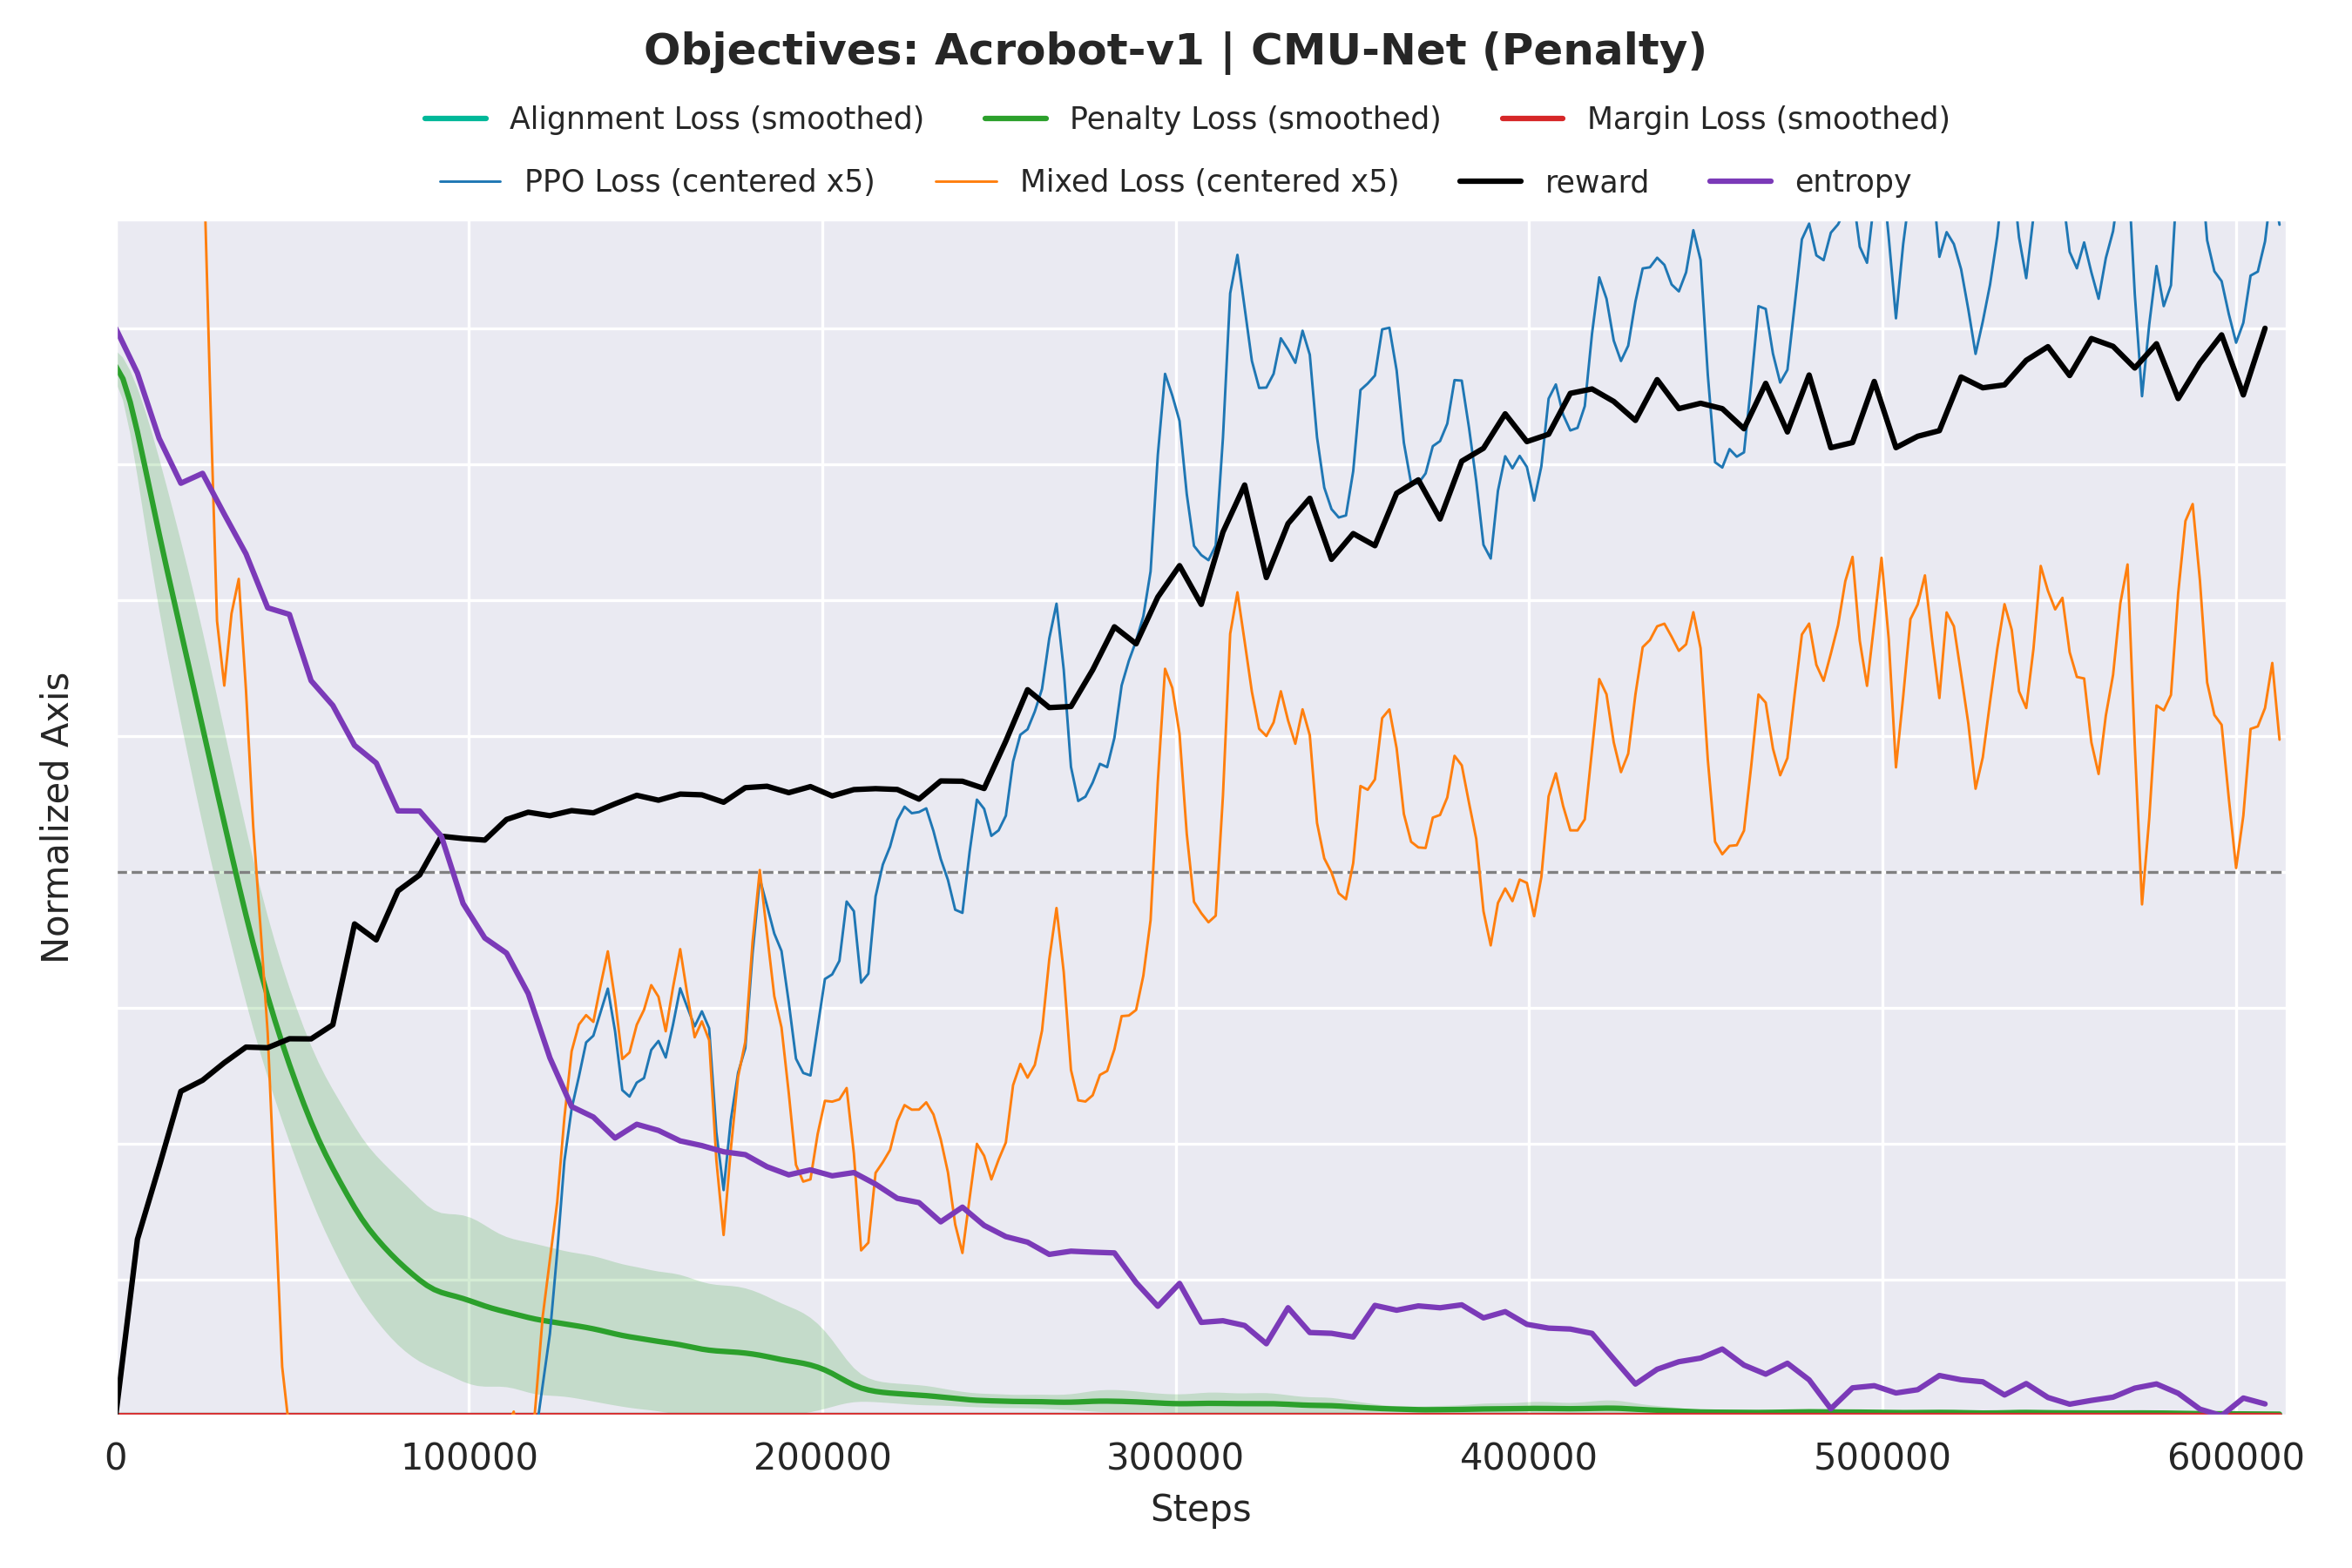 Objectives: Acrobot-v1 | CMU-Net (Penalty)
Alignment Loss (smoothed) Penalty Loss (smoothed) Margin Loss (smoothed)
PPO Loss (centered x5) Mixed Loss (centered x5) reward entropy
Normalized Axis
0 100000 200000 300000 400000 500000 600000
Steps